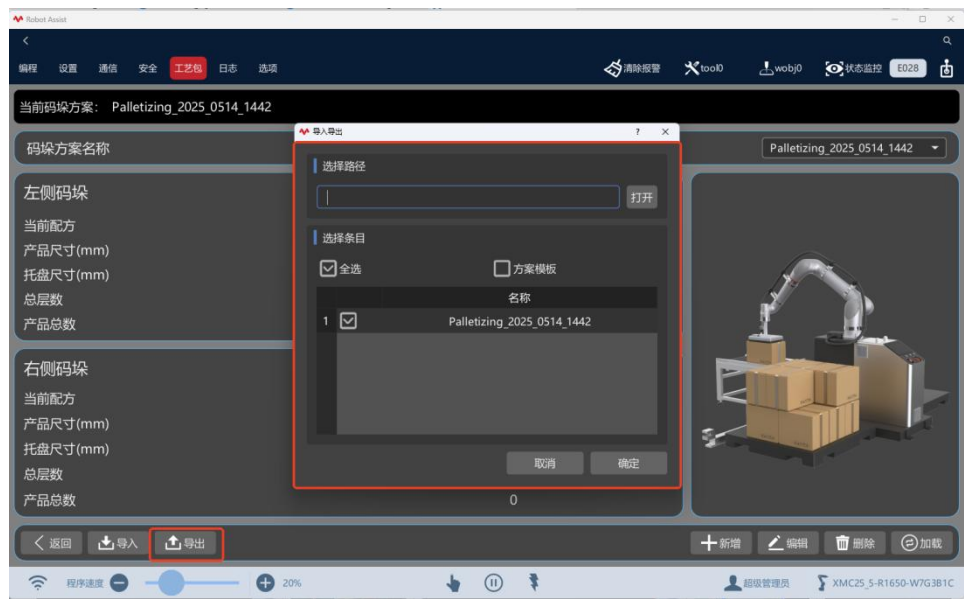 Robot Assist
编程 设置 通信 安全 工艺包 日志 选项 清除报警 tool0 wobj0 状态监控 E028
当前码垛方案: Palletizing_2025_0514_1442
导入导出 ?
码垛方案名称 Palletizing_2025_0514_1442
选择路径
打开
左侧码垛
当前配方
产品尺寸(mm)
托盘尺寸(mm)
总层数
产品总数
选择条目
全选 方案模板
名称
1 Palletizing_2025_0514_1442
右侧码垛
当前配方
产品尺寸(mm)
托盘尺寸(mm)
总层数
产品总数 0
取消 确定
返回 导入 导出 新增 编辑 删除 加载
程序速度 20% 超级管理员 XMC25_5-R1650-W7G3B1C